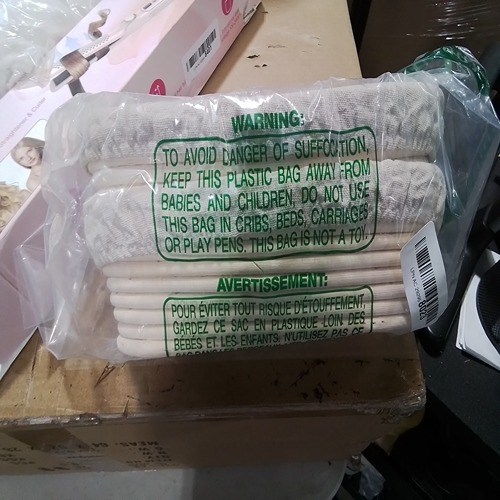 WARNING:
TO AVOID DANGER OF SUFFOCATION,
KEEP THIS PLASTIC BAG AWAY FROM
BABIES AND CHILDREN, DO NOT USE
THIS BAG IN CRIBS, BEDS, CARRIAGES
OR PLAY PENS. THIS BAG IS NOT A TOY.
AVERTISSEMENT:
POUR ÉVITER TOUT RISQUE D'ÉTOUFFEMENT,
GARDEZ CE SAC EN PLASTIQUE LOIN DES
BÉBÉS ET LES ENFANTS. N'UTILISEZ PAS CE